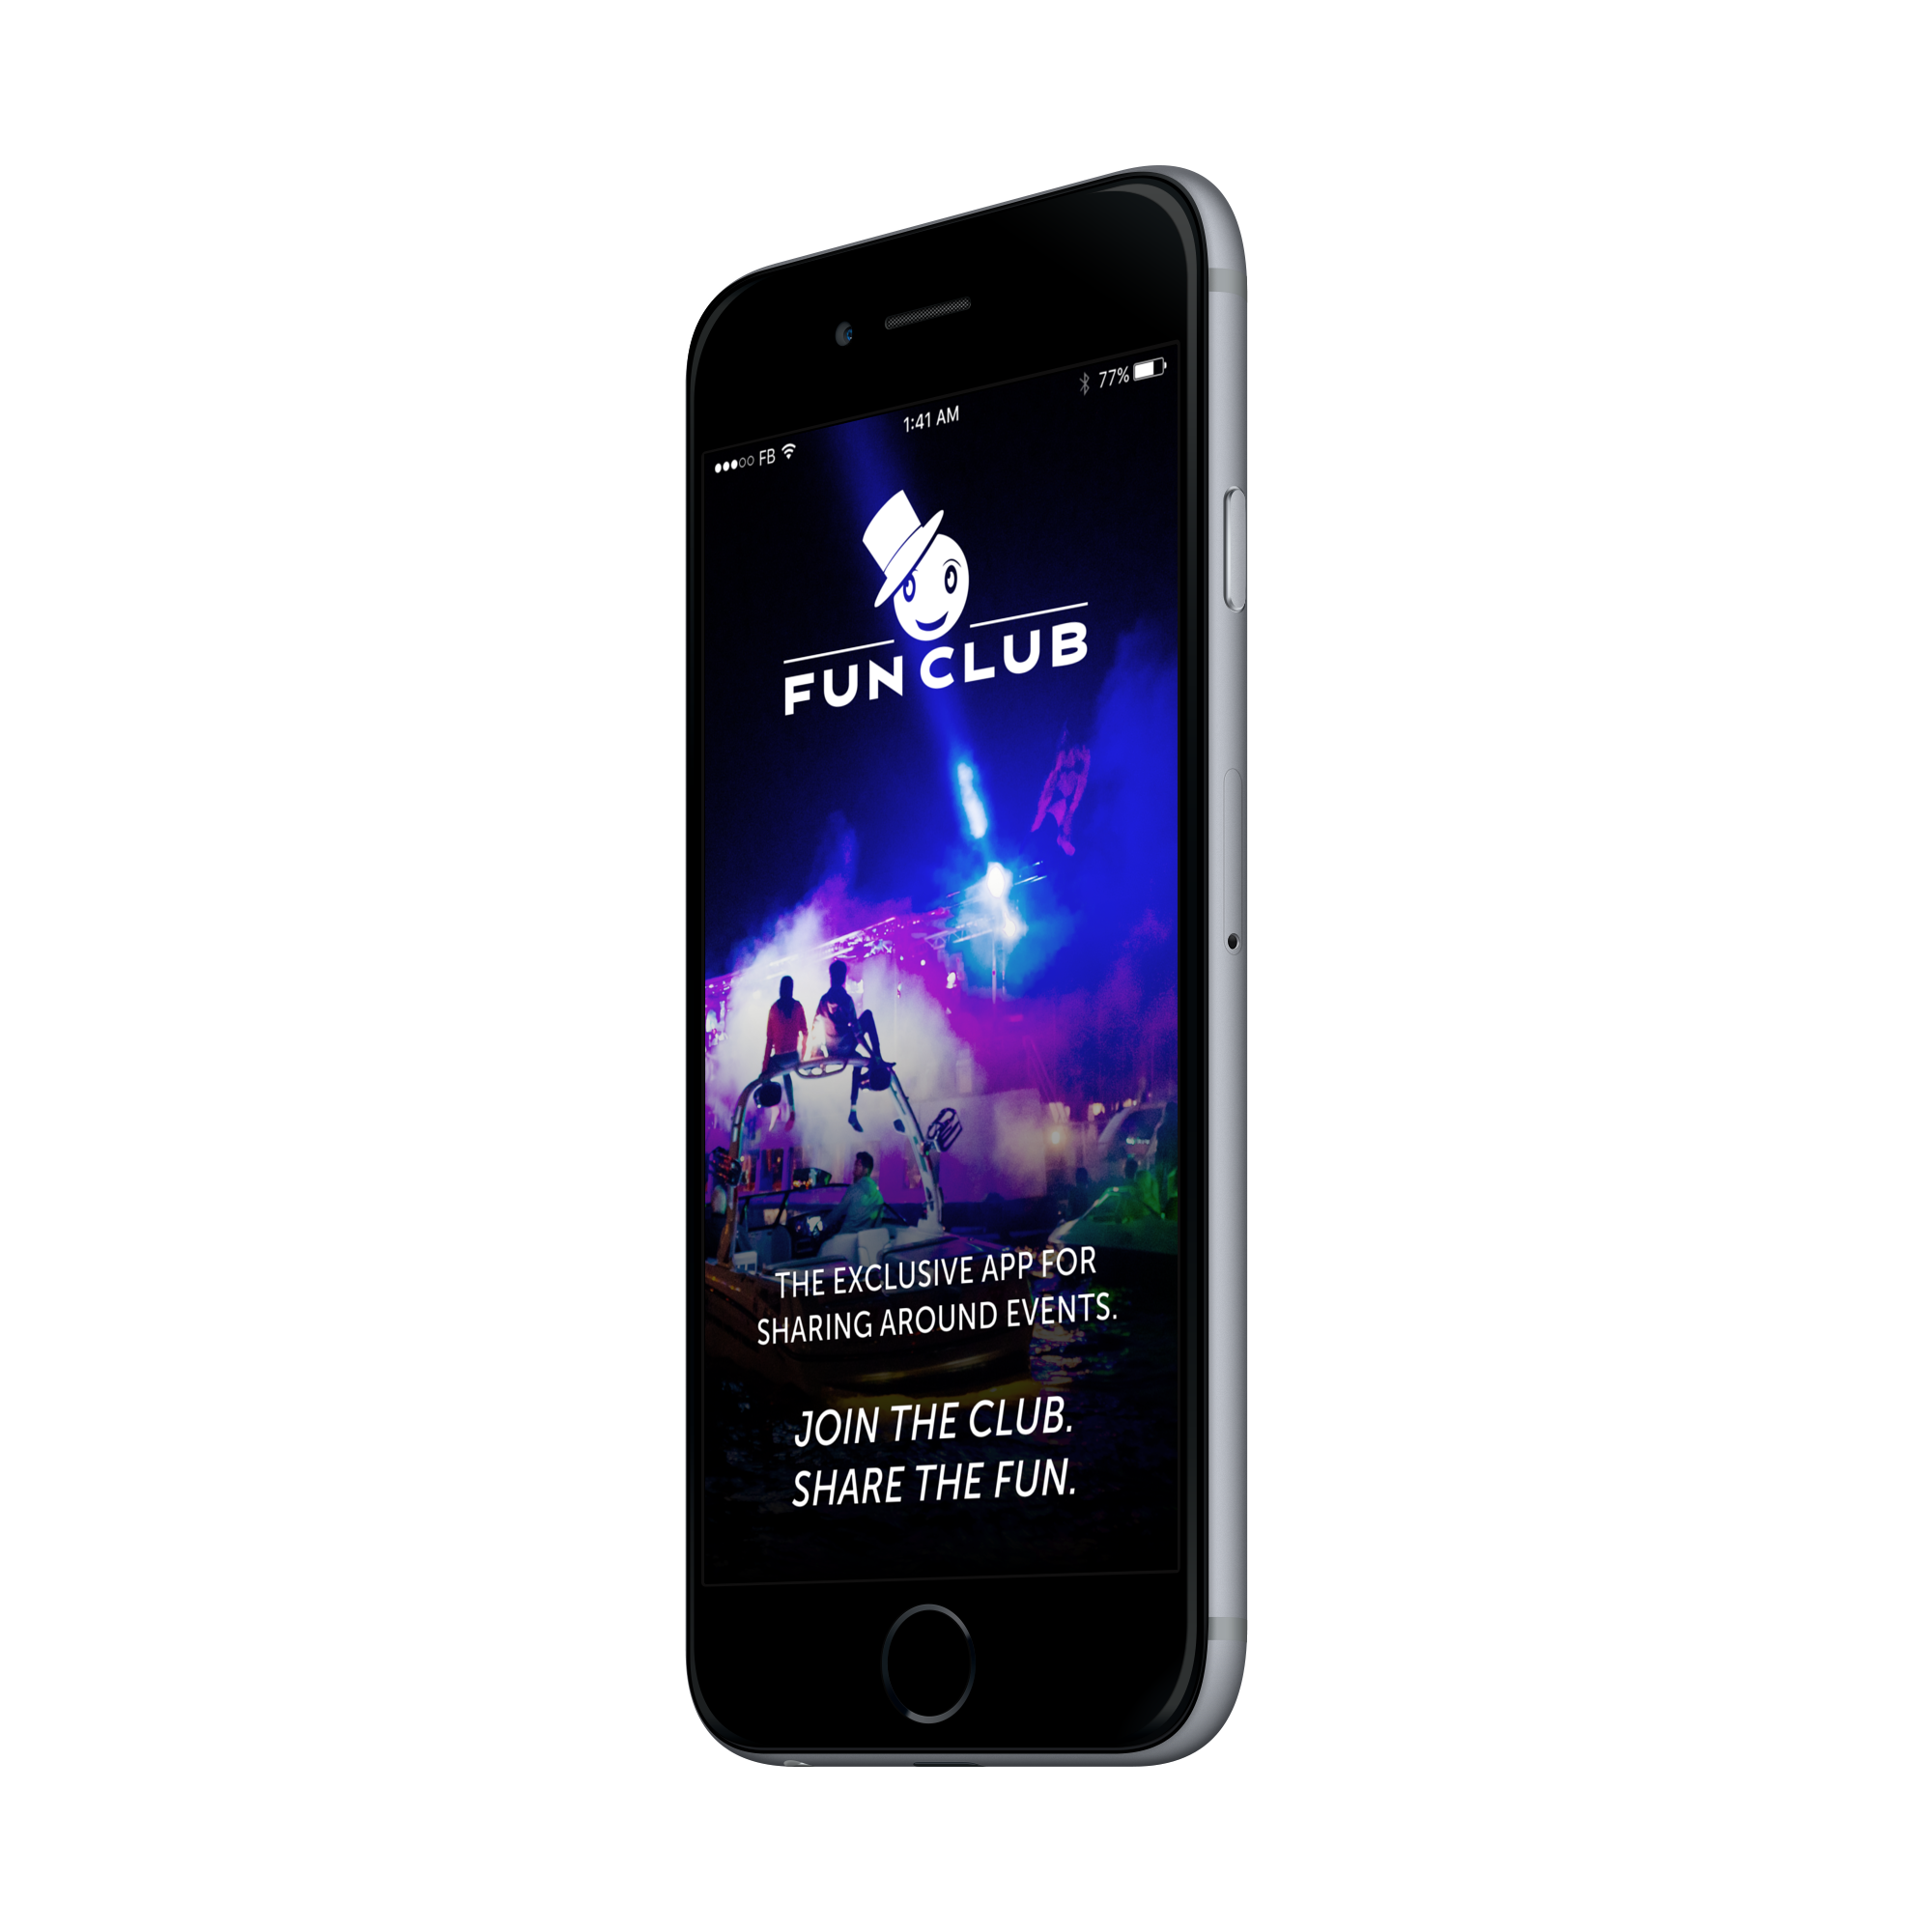 FB 1:41 AM 77%
FUN CLUB
THE EXCLUSIVE APP FOR
SHARING AROUND EVENTS.
JOIN THE CLUB.
SHARE THE FUN.